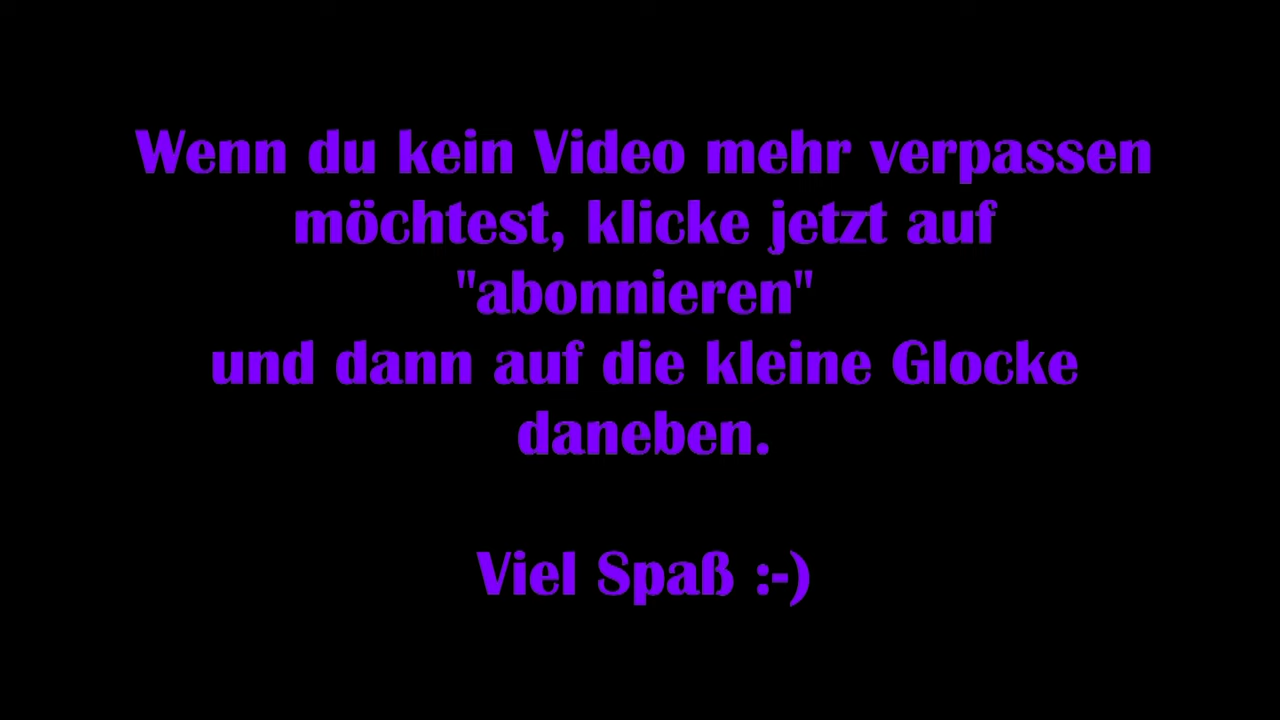 Wenn du kein Video mehr verpassen
möchtest, klicke jetzt auf
"abonnieren"
und dann auf die kleine Glocke
daneben.
Viel Spaß :-)